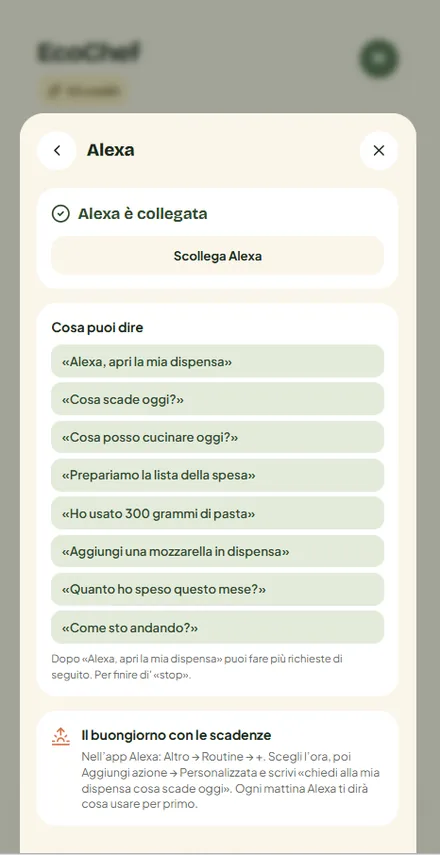 EcoChef
Alexa
Alexa è collegata
Scollega Alexa
Cosa puoi dire
«Alexa, apri la mia dispensa»
«Cosa scade oggi?»
«Cosa posso cucinare oggi?»
«Prepariamo la lista della spesa»
«Ho usato 300 grammi di pasta»
«Aggiungi una mozzarella in dispensa»
«Quanto ho speso questo mese?»
«Come sto andando?»
Dopo «Alexa, apri la mia dispensa» puoi fare più richieste di
seguito. Per finire di' «stop».
Il buongiorno con le scadenze
Nell'app Alexa: Altro → Routine → +. Scegli l'ora, poi
Aggiungi azione → Personalizzata e scrivi «chiedi alla mia
dispensa cosa scade oggi». Ogni mattina Alexa ti dirà
cosa usare per primo.